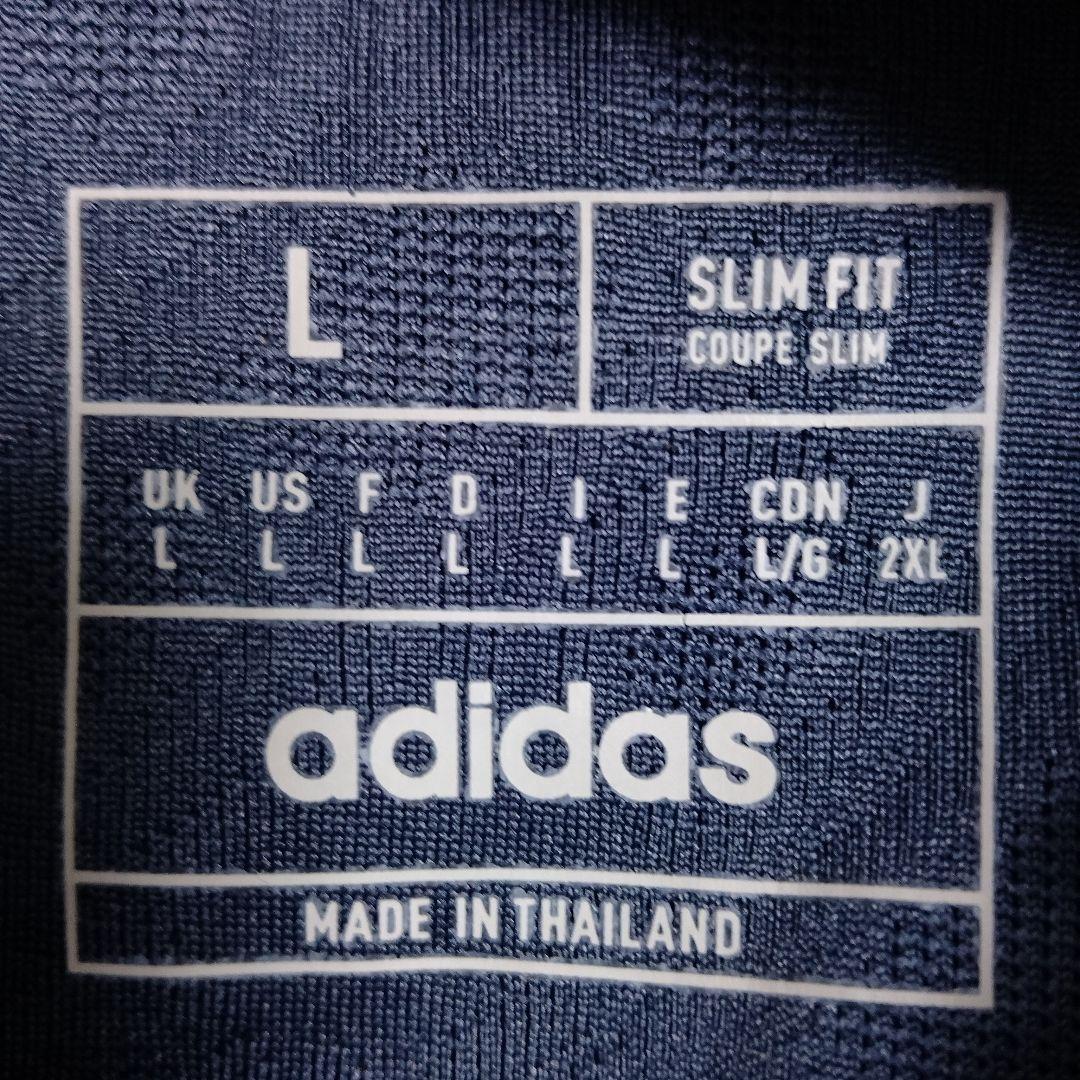 L
SLIM FIT
COUPE SLIM
UK US F D I E CDN J
L L L L L L L/G 2XL
adidas
MADE IN THAILAND